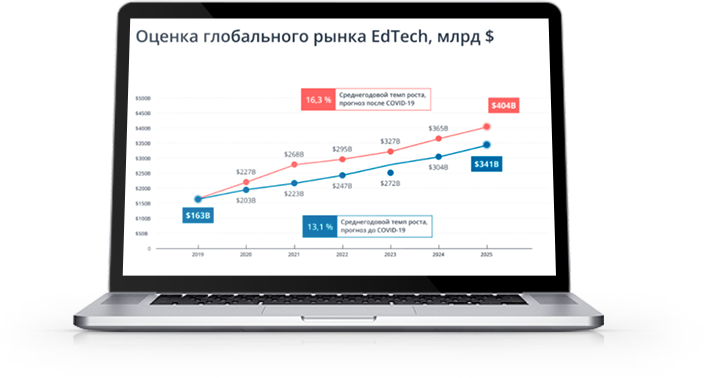 Оценка глобального рынка EdTech, млрд $
16,3 %
Среднегодовой темп роста,
прогноз после COVID-19
$404B
$500B
$450B
$400B
$350B
$300B
$250B
$200B
$150B
$100B
$50B
0
$227B
$268B
$295B
$327B
$365B
$163B
$203B
$223B
$247B
$272B
$304B
$341B
13,1 %
Среднегодовой темп роста,
прогноз до COVID-19
2019
2020
2021
2022
2023
2024
2025